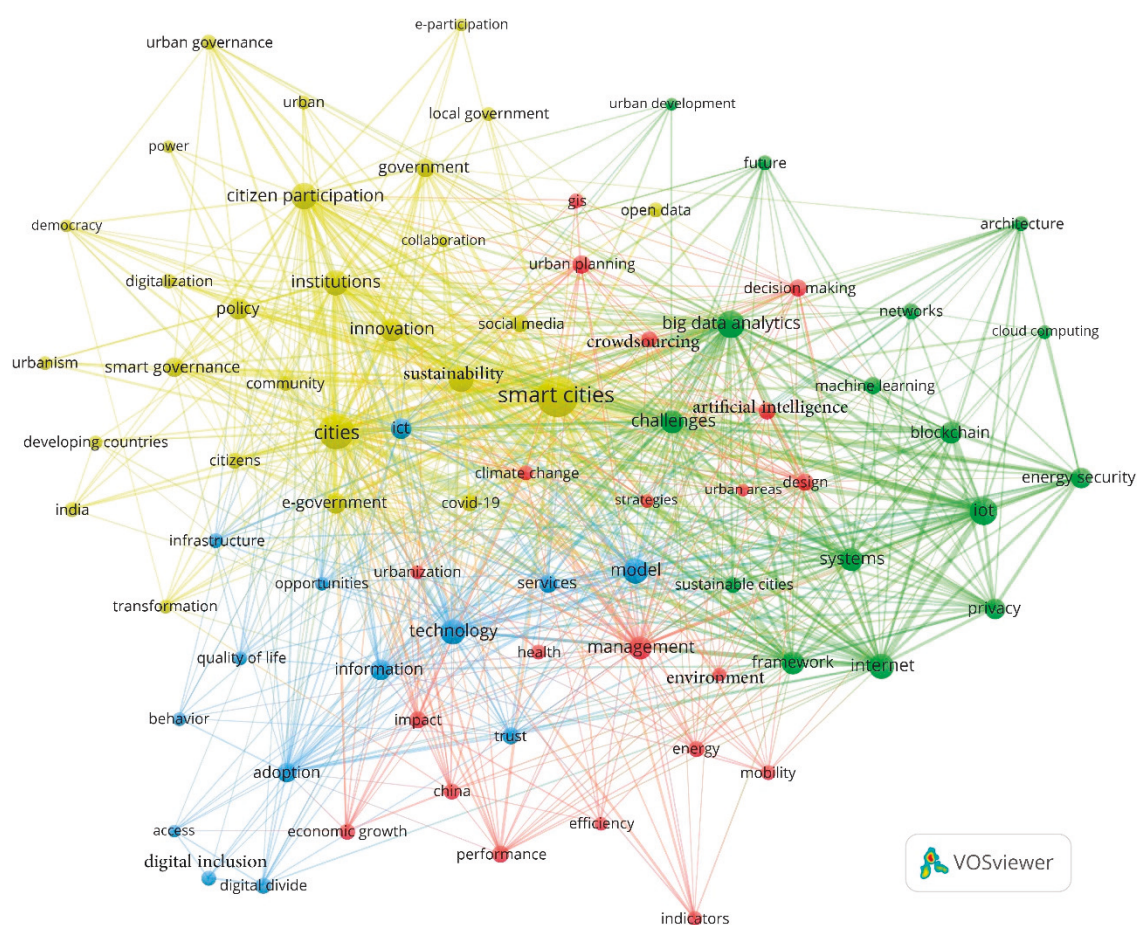 e-participation
urban governance
urban
urban development
local government
power
future
government
citizen participation
gis
open data
democracy
architecture
collaboration
urban planning
digitalization
institutions
decision making
policy
networks
innovation
social media
big data analytics
cloud computing
crowdsourcing
urbanism
smart governance
sustainability
community
machine learning
smart cities
artificial intelligence
challenges
cities
ict
blockchain
developing countries
citizens
climate change
energy security
design
urban areas
strategies
e-government
covid-19
india
iot
infrastructure
systems
urbanization
model
opportunities
services
sustainable cities
transformation
privacy
technology
management
health
quality of life
information
framework
internet
environment
behavior
impact
trust
energy
adoption
mobility
china
access
economic growth
efficiency
performance
digital inclusion
digital divide
VOSviewer
indicators